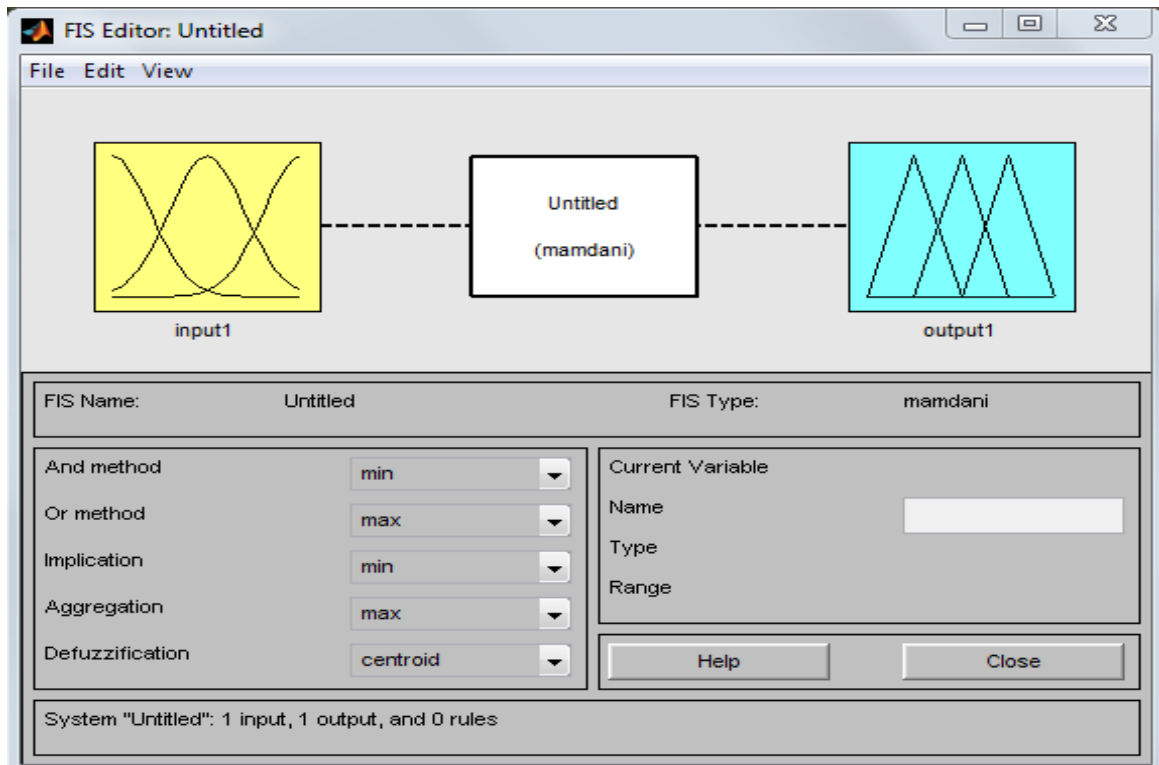 FIS Editor: Untitled
File Edit View
Untitled
(mamdani)
input1
output1
FIS Name: Untitled FIS Type: mamdani
And method min
Or method max
Implication min
Aggregation max
Defuzzification centroid
Current Variable
Name
Type
Range
Help Close
System "Untitled": 1 input, 1 output, and 0 rules